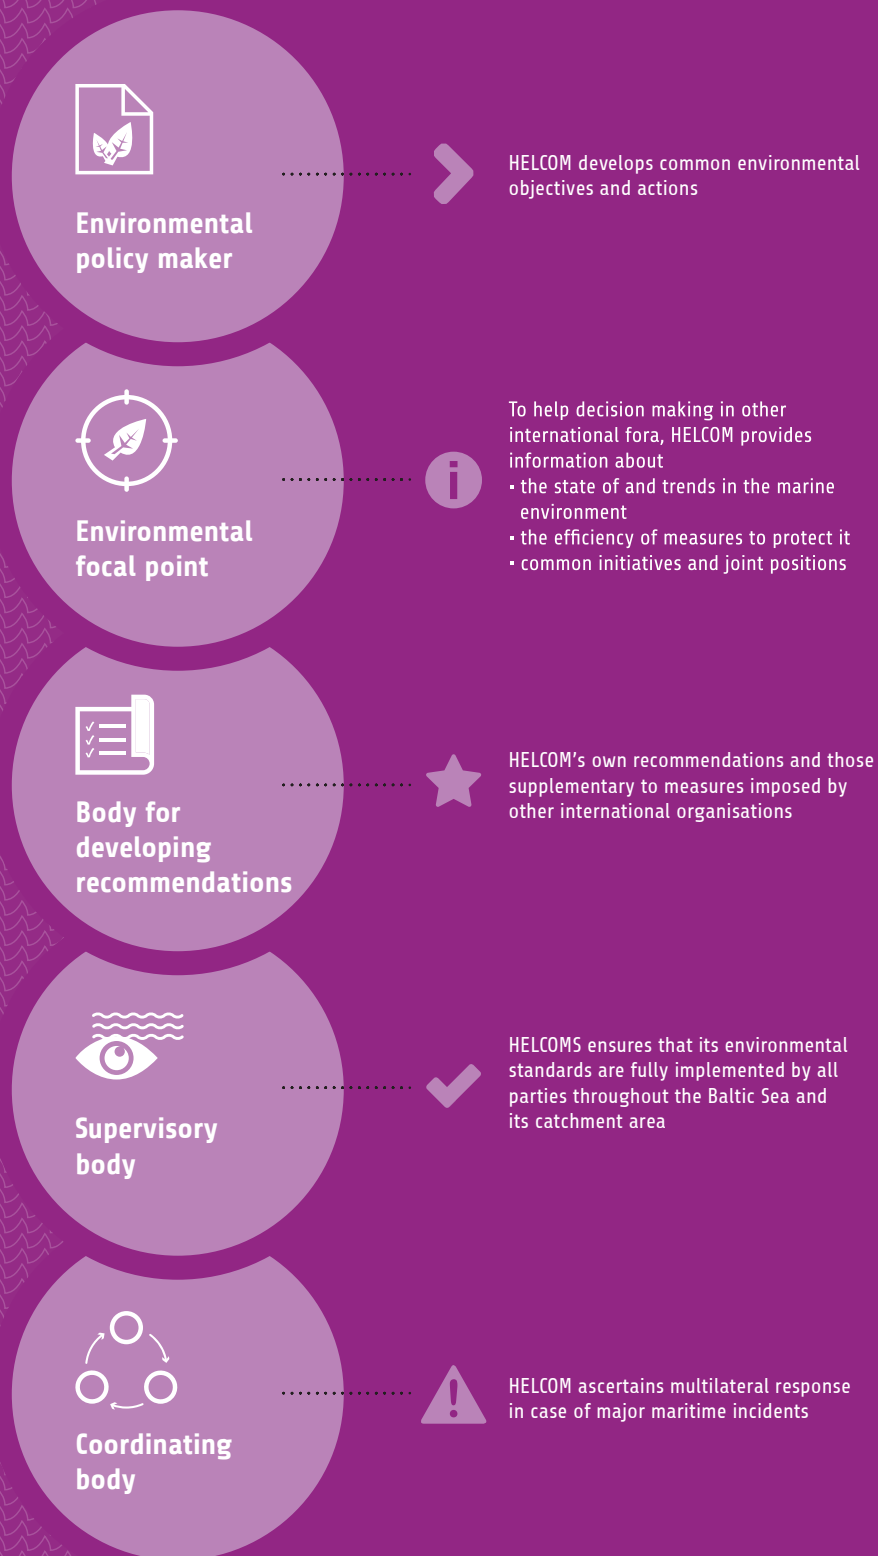 Environmental
policy maker
HELCOM develops common environmental
objectives and actions
Environmental
focal point
To help decision making in other
international fora, HELCOM provides
information about
▪ the state of and trends in the marine
environment
▪ the efficiency of measures to protect it
▪ common initiatives and joint positions
Body for
developing
recommendations
HELCOM’s own recommendations and those
supplementary to measures imposed by
other international organisations
Supervisory
body
HELCOMS ensures that its environmental
standards are fully implemented by all
parties throughout the Baltic Sea and
its catchment area
Coordinating
body
HELCOM ascertains multilateral response
in case of major maritime incidents